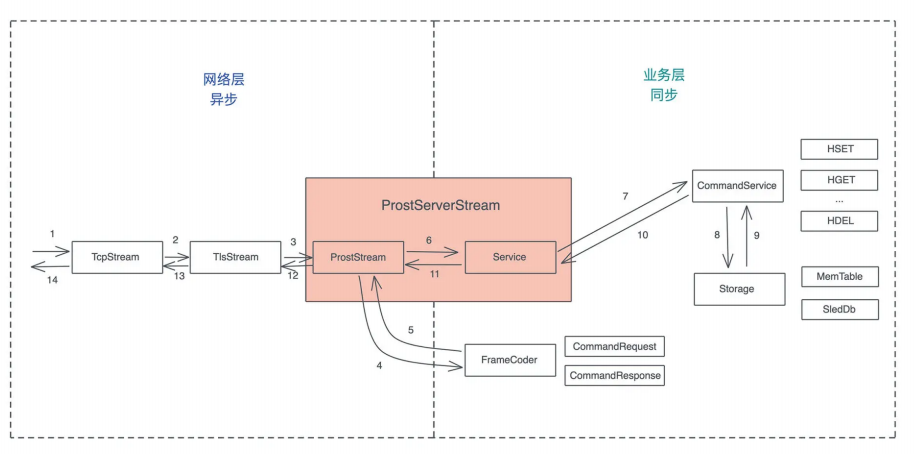 网络层
异步
业务层
同步
HSET
HGET
...
HDEL
CommandService
ProstServerStream
7
10
8
9
1
2
3
6
TcpStream
TlsStream
ProstStream
Service
14
13
12
11
Storage
MemTable
SledDb
5
4
FrameCoder
CommandRequest
CommandResponse